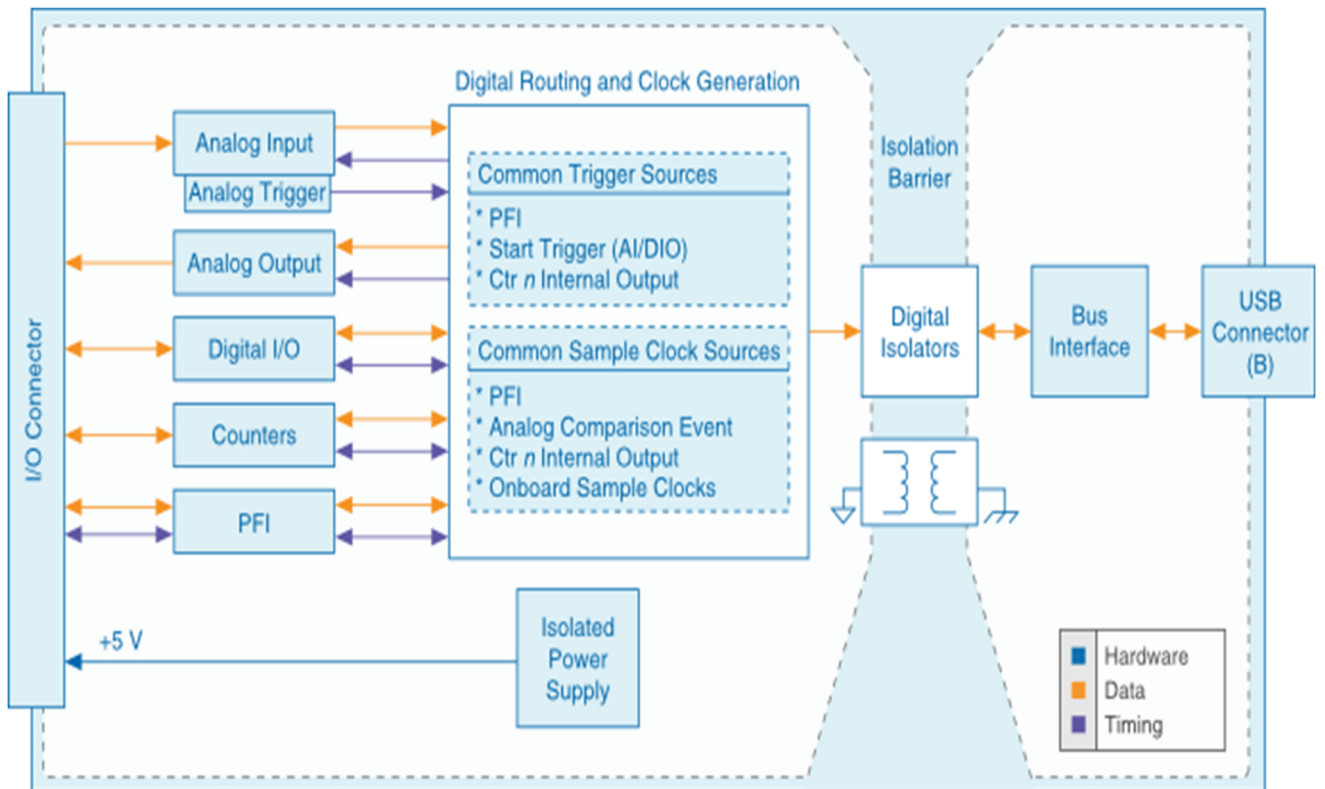 Digital Routing and Clock Generation
I/O Connector
Analog Input
Analog Trigger
Analog Output
Digital I/O
Counters
PFI
Common Trigger Sources
* PFI
* Start Trigger (AI/DIO)
* Ctr n Internal Output
Common Sample Clock Sources
* PFI
* Analog Comparison Event
* Ctr n Internal Output
* Onboard Sample Clocks
Isolation
Barrier
Digital
Isolators
Bus
Interface
USB
Connector
(B)
+5 V
Isolated
Power
Supply
Hardware
Data
Timing